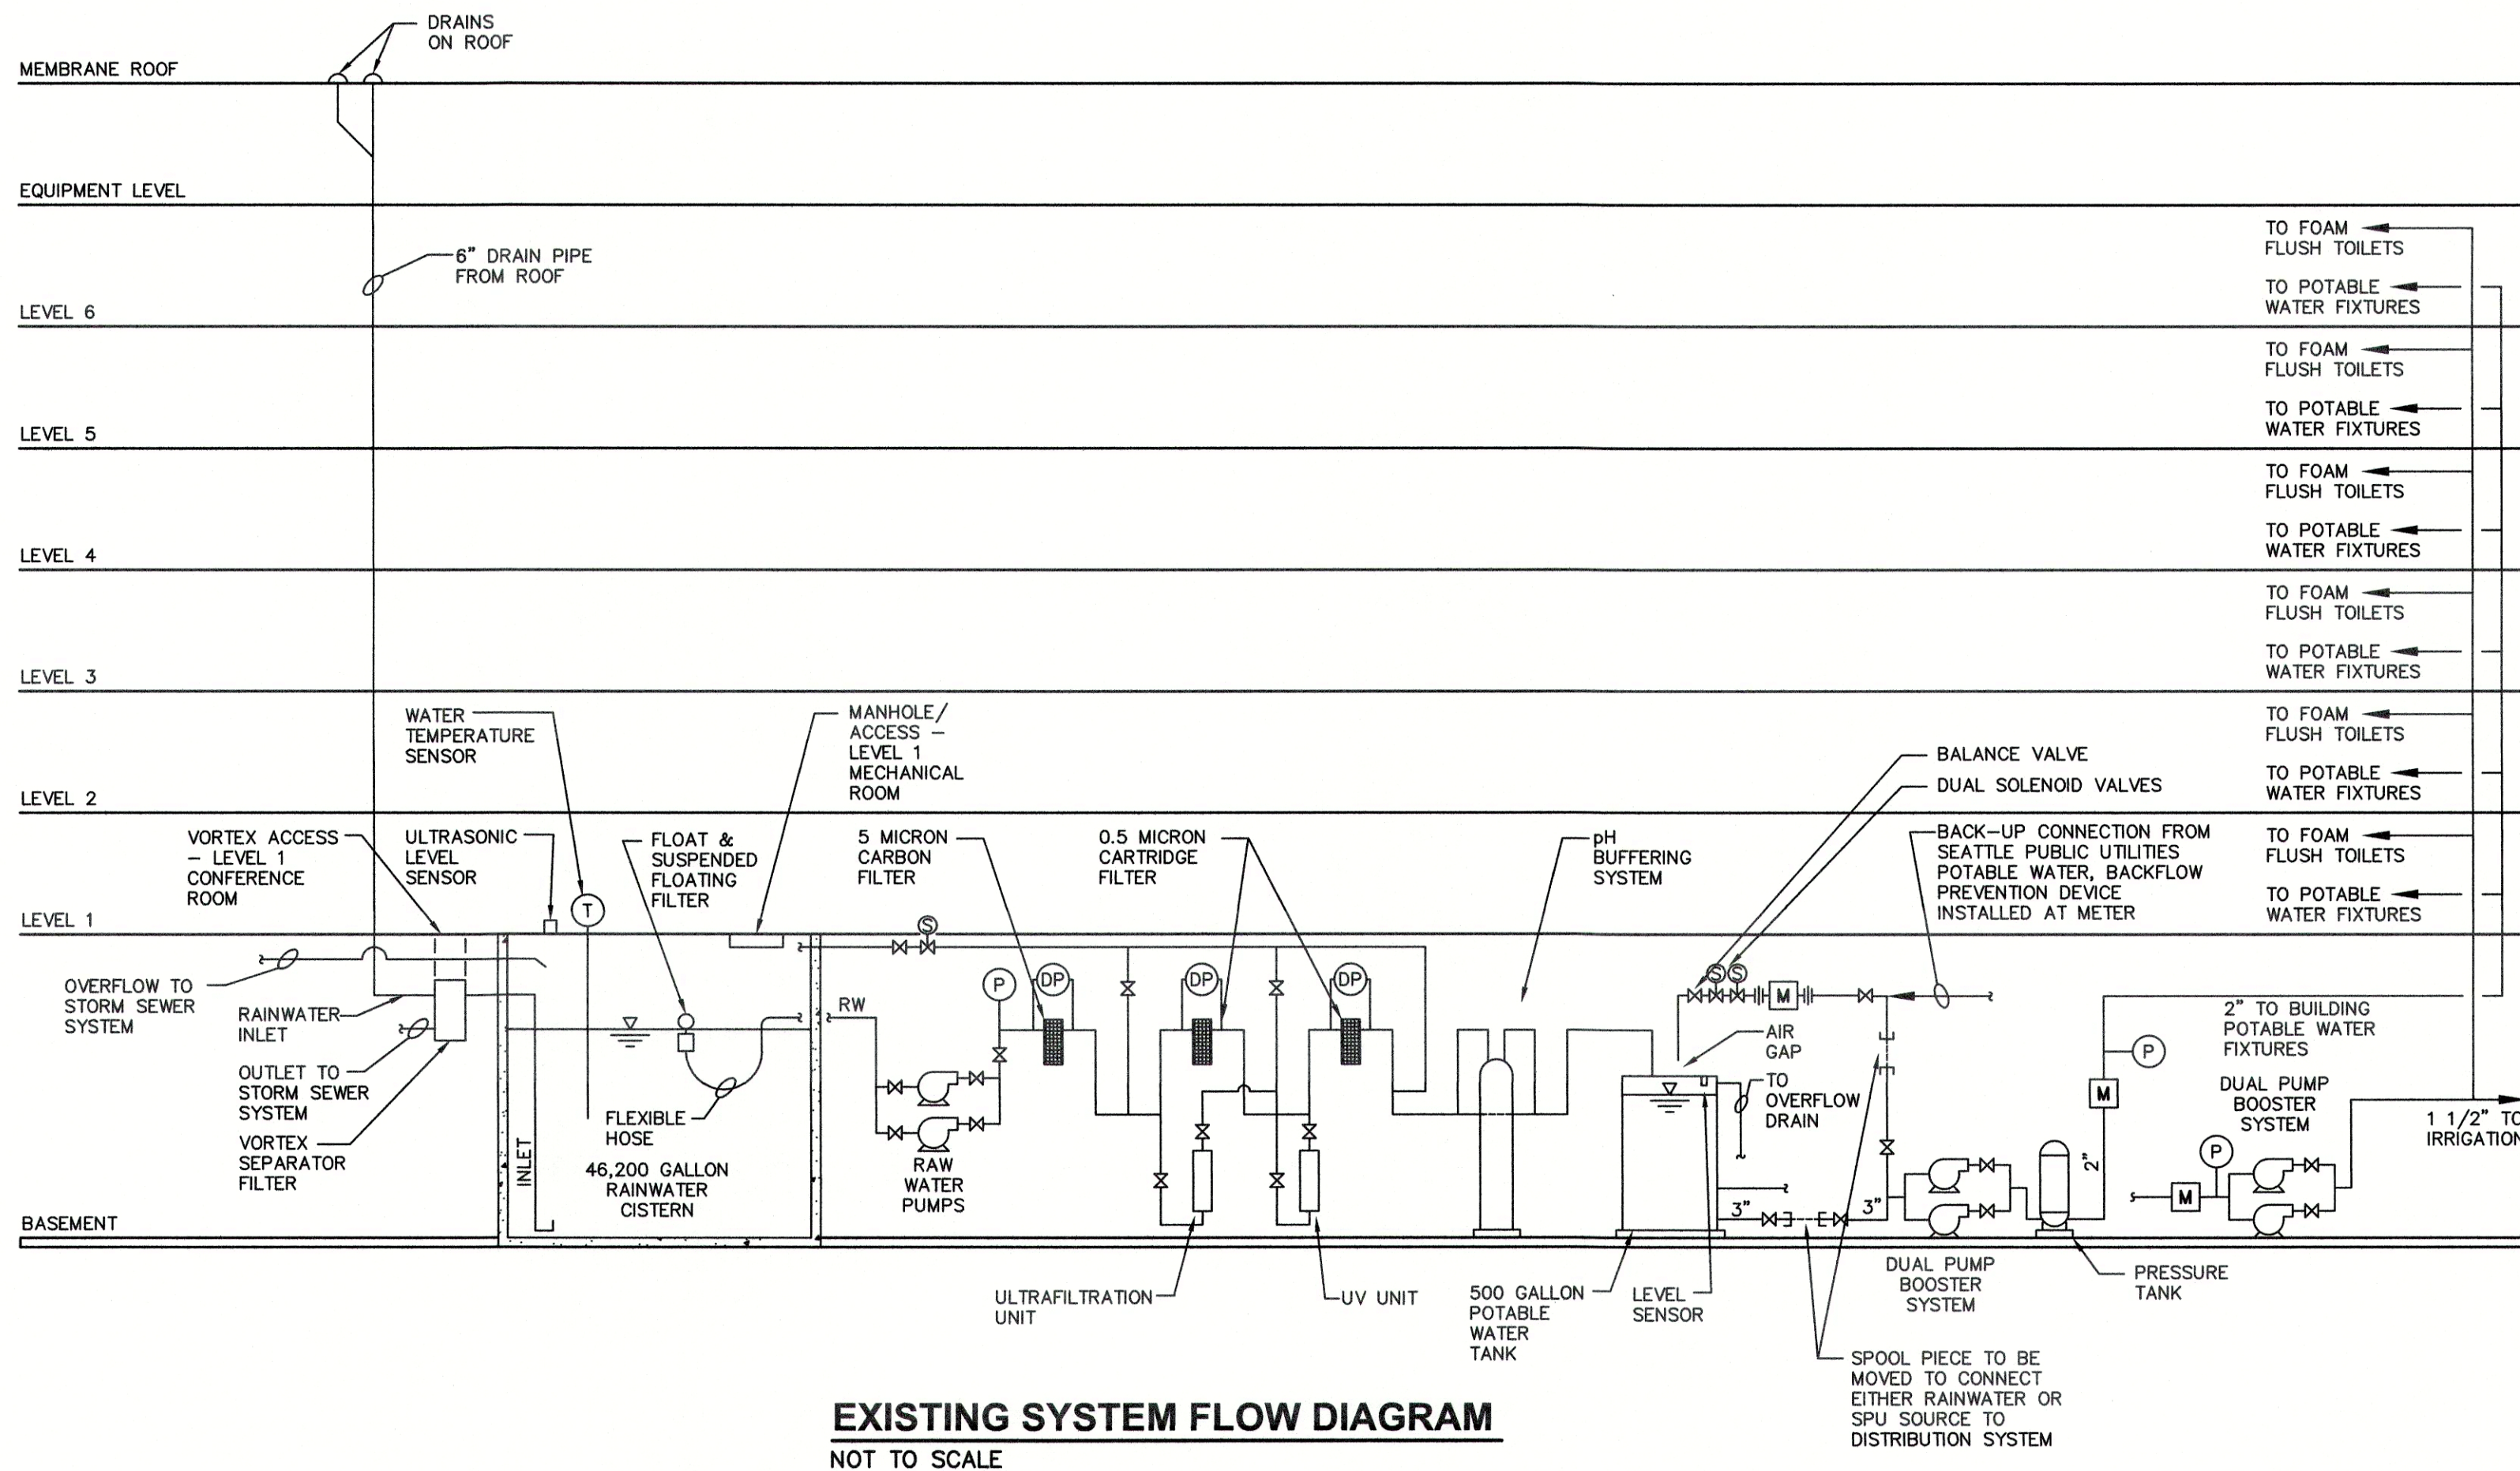 DRAINS
ON ROOF
MEMBRANE ROOF
EQUIPMENT LEVEL
6" DRAIN PIPE
FROM ROOF
TO FOAM
FLUSH TOILETS
TO POTABLE
WATER FIXTURES
LEVEL 6
TO FOAM
FLUSH TOILETS
TO POTABLE
WATER FIXTURES
LEVEL 5
TO FOAM
FLUSH TOILETS
TO POTABLE
WATER FIXTURES
LEVEL 4
TO FOAM
FLUSH TOILETS
TO POTABLE
WATER FIXTURES
LEVEL 3
WATER
TEMPERATURE
SENSOR
MANHOLE/
ACCESS –
LEVEL 1
MECHANICAL
ROOM
BALANCE VALVE
DUAL SOLENOID VALVES
TO FOAM
FLUSH TOILETS
TO POTABLE
WATER FIXTURES
LEVEL 2
VORTEX ACCESS
– LEVEL 1
CONFERENCE
ROOM
ULTRASONIC
LEVEL
SENSOR
FLOAT &
SUSPENDED
FLOATING
FILTER
5 MICRON
CARBON
FILTER
0.5 MICRON
CARTRIDGE
FILTER
pH
BUFFERING
SYSTEM
BACK–UP CONNECTION FROM
SEATTLE PUBLIC UTILITIES
POTABLE WATER, BACKFLOW
PREVENTION DEVICE
INSTALLED AT METER
TO FOAM
FLUSH TOILETS
TO POTABLE
WATER FIXTURES
LEVEL 1
T
S
OVERFLOW TO
STORM SEWER
SYSTEM
RAINWATER
INLET
OUTLET TO
STORM SEWER
SYSTEM
VORTEX
SEPARATOR
FILTER
INLET
FLEXIBLE
HOSE
46,200 GALLON
RAINWATER
CISTERN
RW
P
DP
DP
DP
RAW
WATER
PUMPS
S
S
M
AIR
GAP
TO
OVERFLOW
DRAIN
3"
3"
2" TO BUILDING
POTABLE WATER
FIXTURES
P
M
2"
DUAL PUMP
BOOSTER
SYSTEM
P
M
1 1/2" TO
IRRIGATION
BASEMENT
ULTRAFILTRATION
UNIT
UV UNIT
500 GALLON
POTABLE
WATER
TANK
LEVEL
SENSOR
DUAL PUMP
BOOSTER
SYSTEM
PRESSURE
TANK
SPOOL PIECE TO BE
MOVED TO CONNECT
EITHER RAINWATER OR
SPU SOURCE TO
DISTRIBUTION SYSTEM
EXISTING SYSTEM FLOW DIAGRAM
NOT TO SCALE